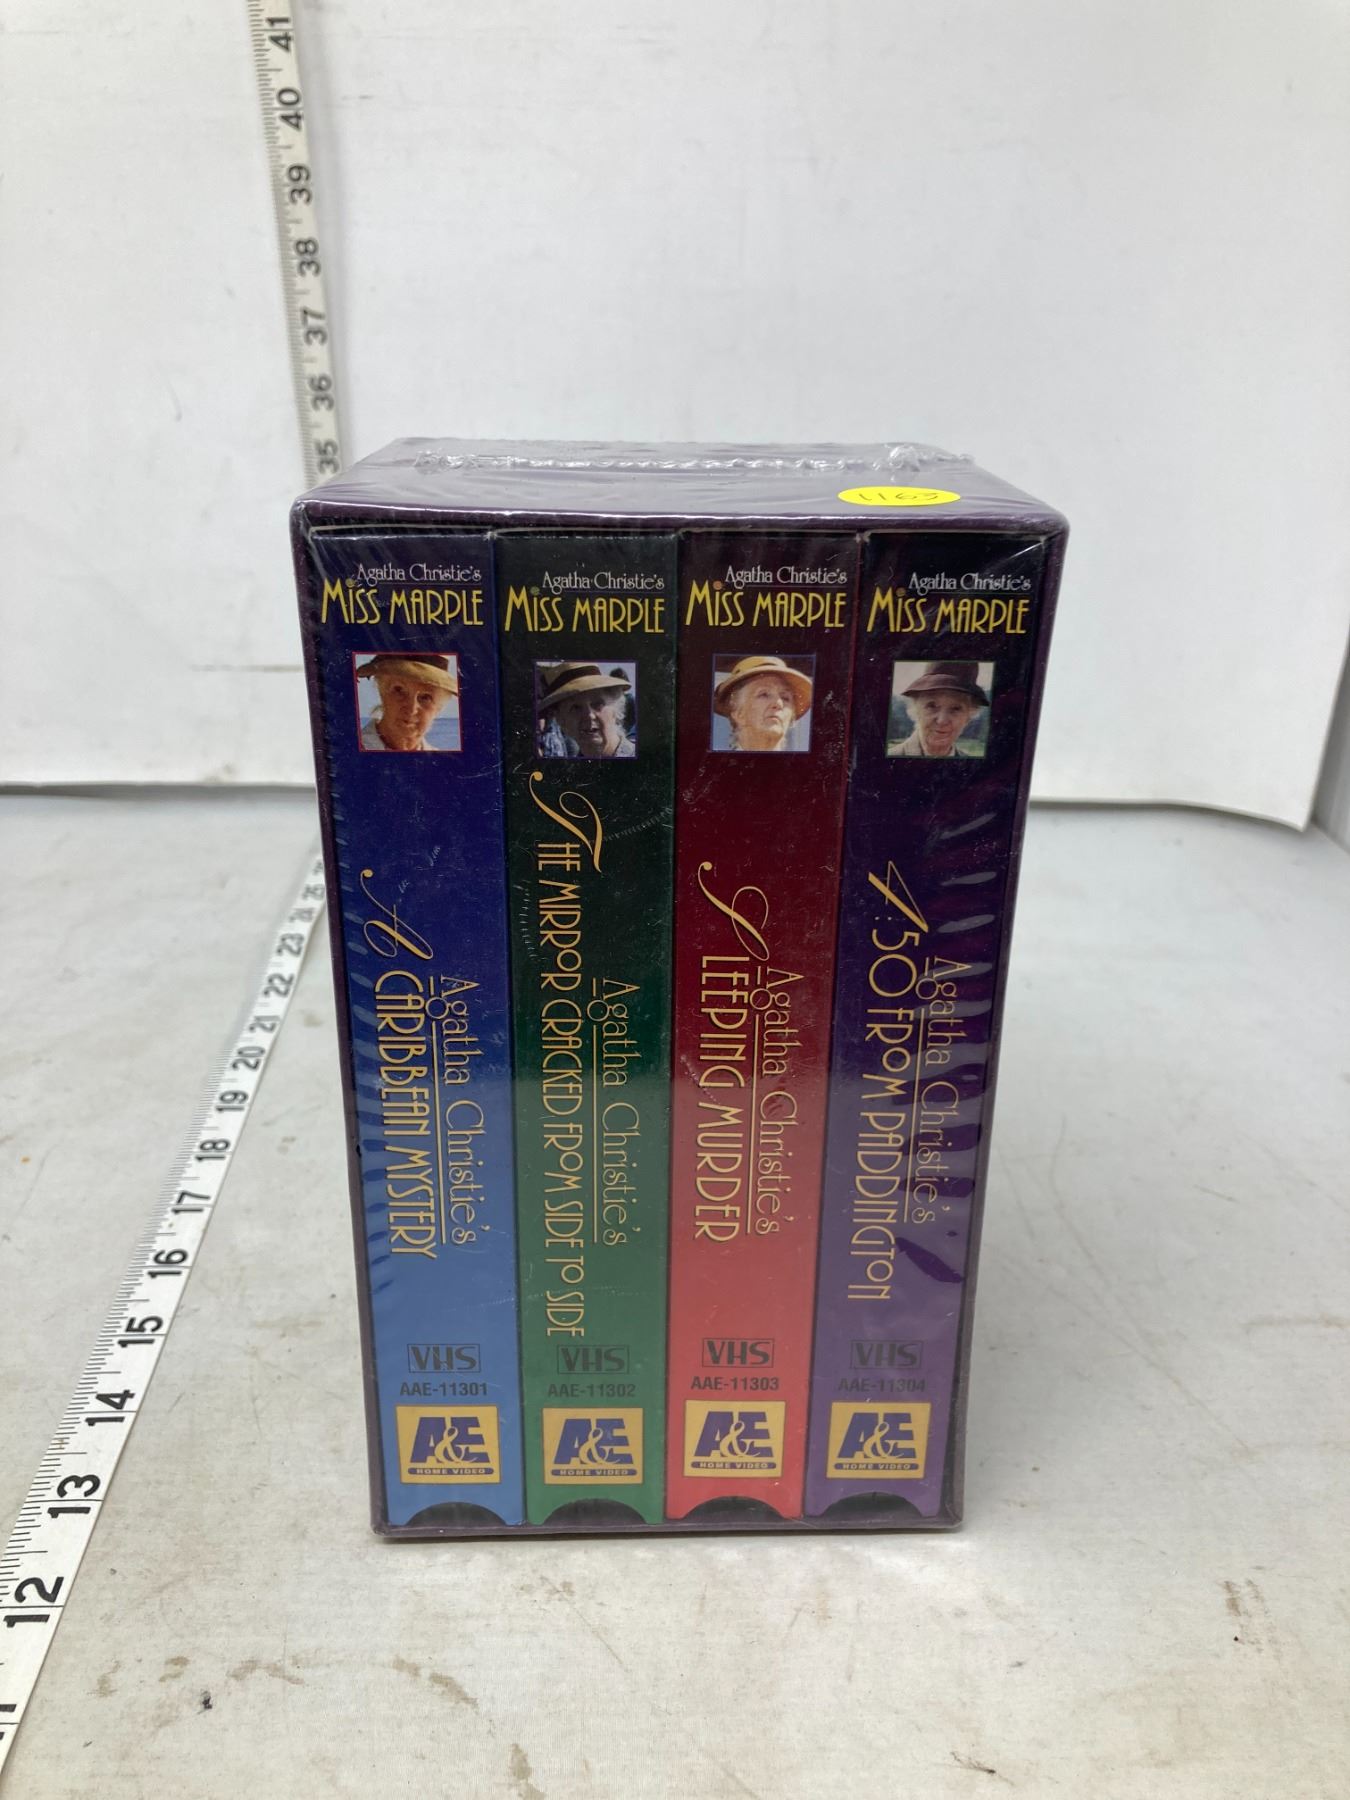 41
40
39
38
37
36
35
1163
Agatha Christie's
MISS MARPLE
Agatha Christie's
A CARIBBEAN MYSTERY
VHS
AAE-11301
A&E
HOME VIDEO
Agatha Christie's
MISS MARPLE
Agatha Christie's
THE MIRROR CRACKED FROM SIDE TO SIDE
VHS
AAE-11302
A&E
HOME VIDEO
Agatha Christie's
MISS MARPLE
Agatha Christie's
SLEEPING MURDER
VHS
AAE-11303
A&E
HOME VIDEO
Agatha Christie's
MISS MARPLE
Agatha Christie's
4:50 FROM PADDINGTON
VHS
AAE-11304
A&E
HOME VIDEO
25
24
23
22
21
20
19
18
17
16
15
14
13
12